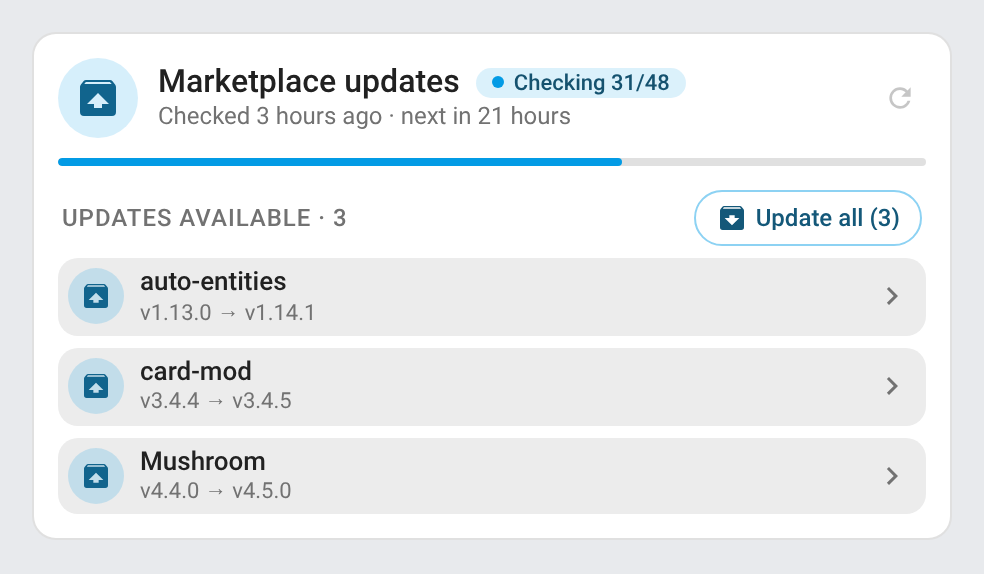 Marketplace updates
Checking 31/48
Checked 3 hours ago · next in 21 hours
UPDATES AVAILABLE · 3
Update all (3)
auto-entities
v1.13.0 → v1.14.1
card-mod
v3.4.4 → v3.4.5
Mushroom
v4.4.0 → v4.5.0